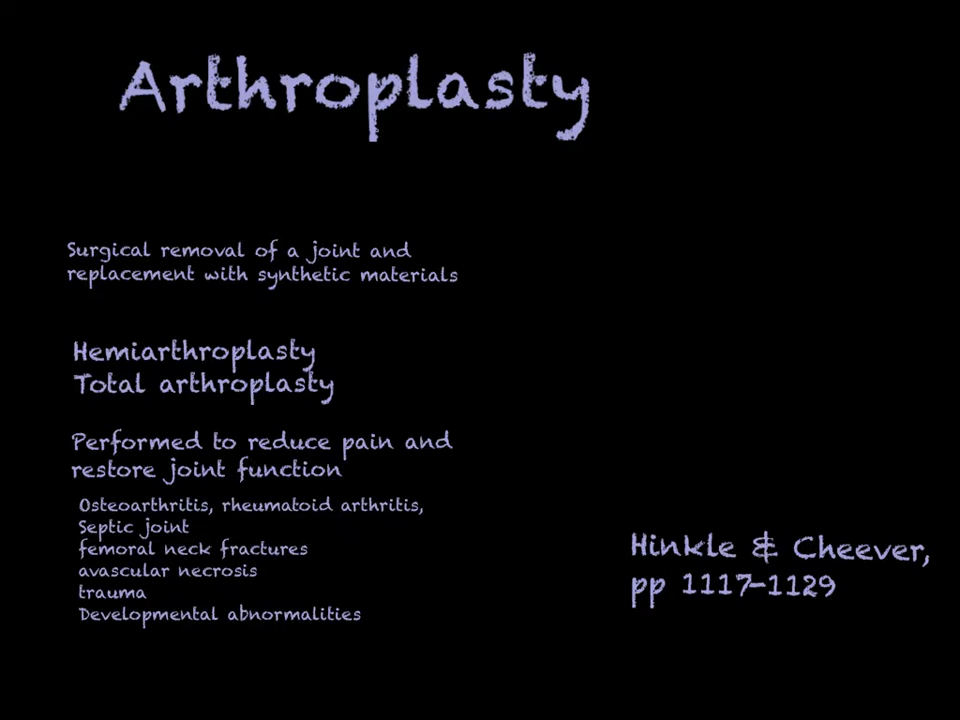 Arthroplasty
Surgical removal of a joint and
replacement with synthetic materials
Hemiarthroplasty
Total arthroplasty
Performed to reduce pain and
restore joint function
Osteoarthritis, rheumatoid arthritis,
Septic joint
femoral neck fractures
avascular necrosis
trauma
Developmental abnormalities
Hinkle & Cheever,
pp 1117-1129